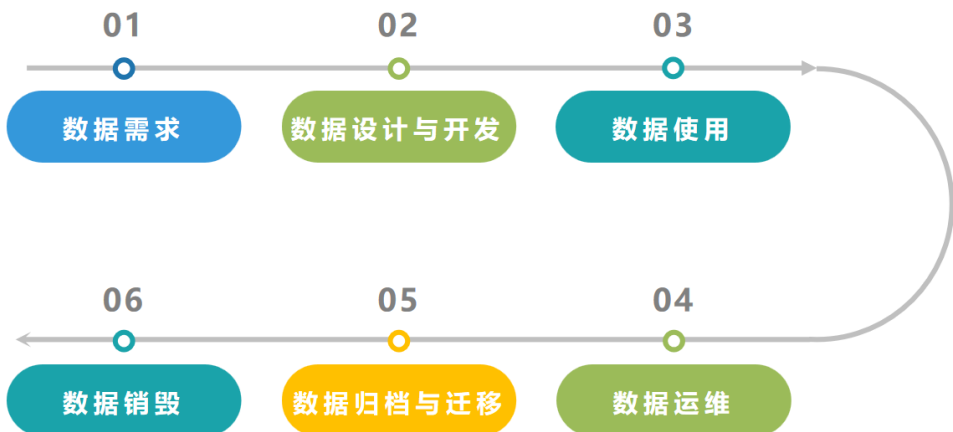 01
02
03
数据需求
数据设计与开发
数据使用
06
05
04
数据销毁
数据归档与迁移
数据运维